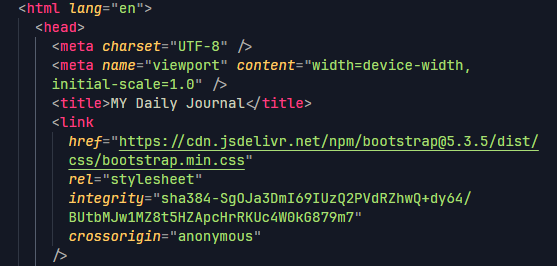 <html lang="en">
<head>
<meta charset="UTF-8" />
<meta name="viewport" content="width=device-width,
initial-scale=1.0" />
<title>MY Daily Journal</title>
<link
href="https://cdn.jsdelivr.net/npm/bootstrap@5.3.5/dist/
css/bootstrap.min.css"
rel="stylesheet"
integrity="sha384-SgOJa3DmI69IUzQ2PVdRZhwQ+dy64/
BUtbMJw1MZ8t5HZApcHrRKUc4W0kG879m7"
crossorigin="anonymous"
/>